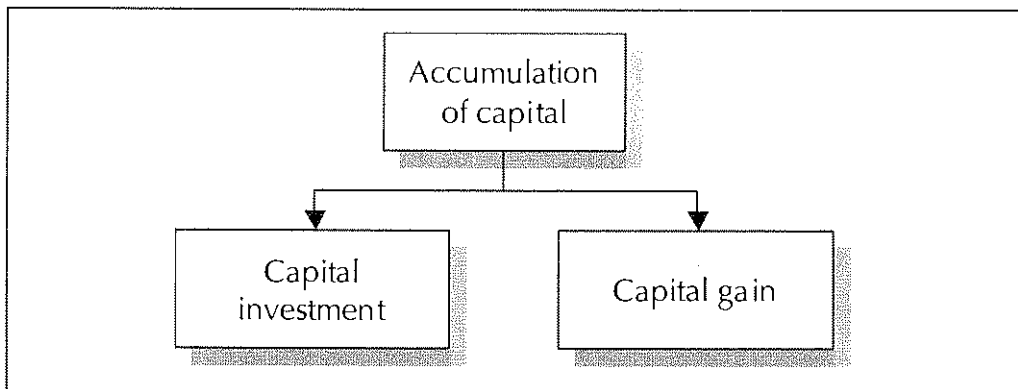 Accumulation
of capital
Capital
investment
Capital gain